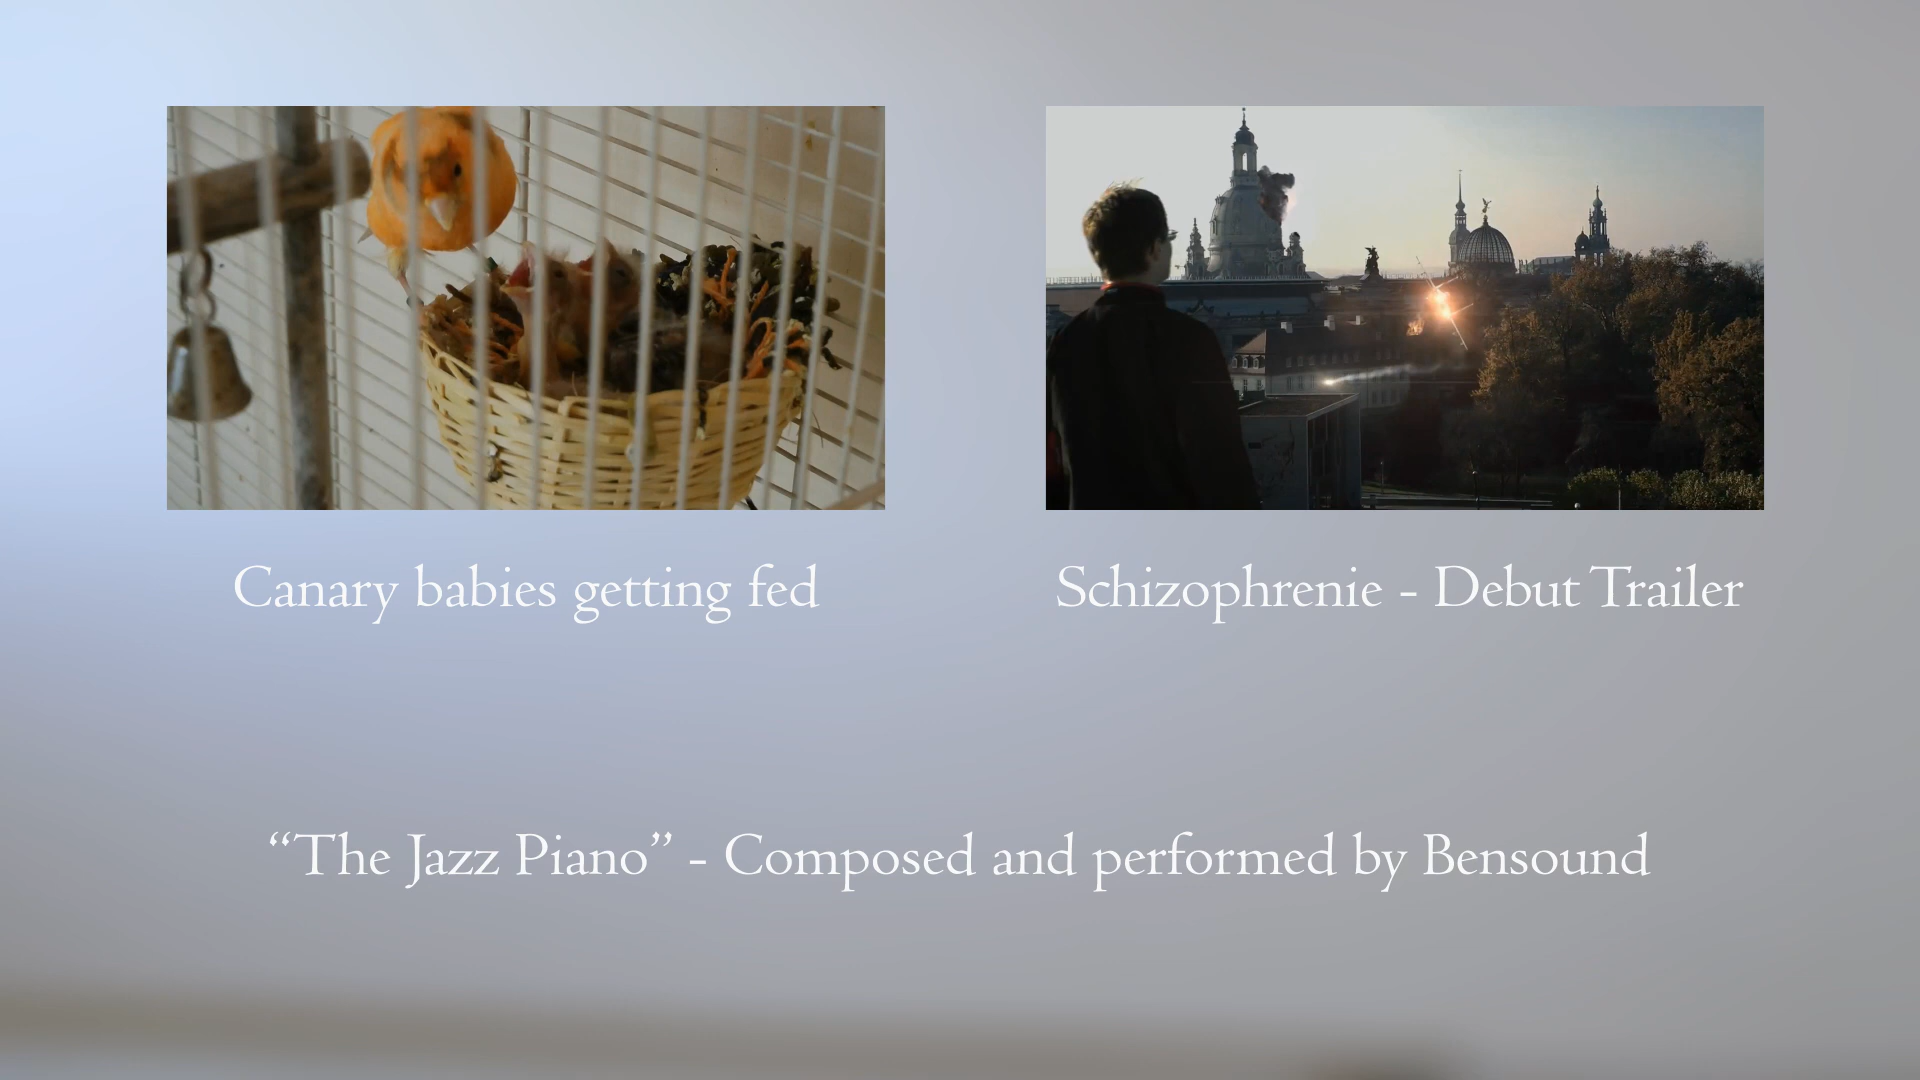 Canary babies getting fed
Schizophrenie - Debut Trailer
“The Jazz Piano” - Composed and performed by Bensound